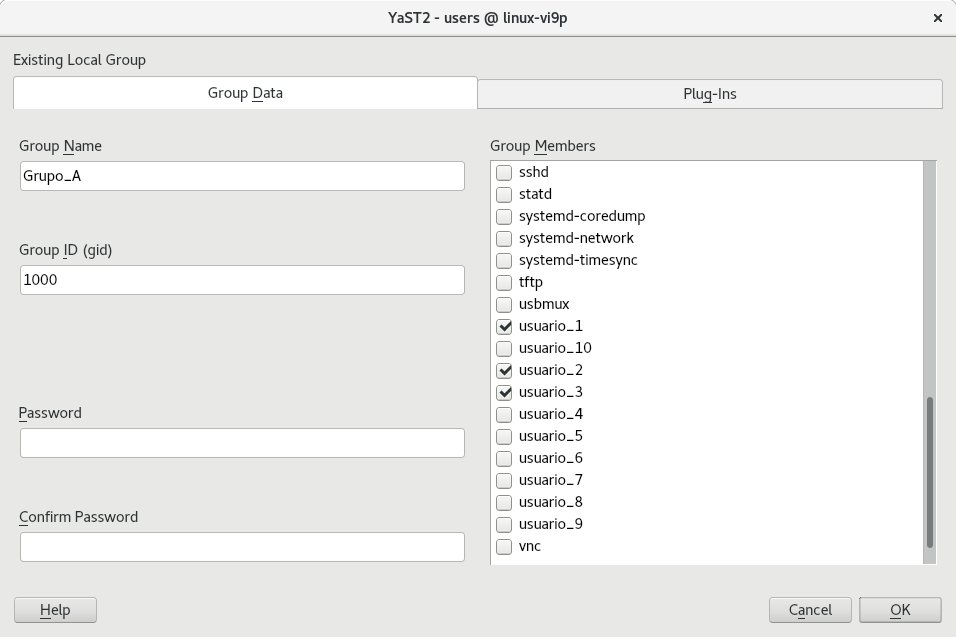 YaST2 - users @ linux-vi9p
Existing Local Group
Group Data
Plug-Ins
Group Name
Grupo_A
Group ID (gid)
1000
Password
Confirm Password
Group Members
sshd
statd
systemd-coredump
systemd-network
systemd-timesync
tftp
usbmux
usuario_1
usuario_10
usuario_2
usuario_3
usuario_4
usuario_5
usuario_6
usuario_7
usuario_8
usuario_9
vnc
Help
Cancel
OK